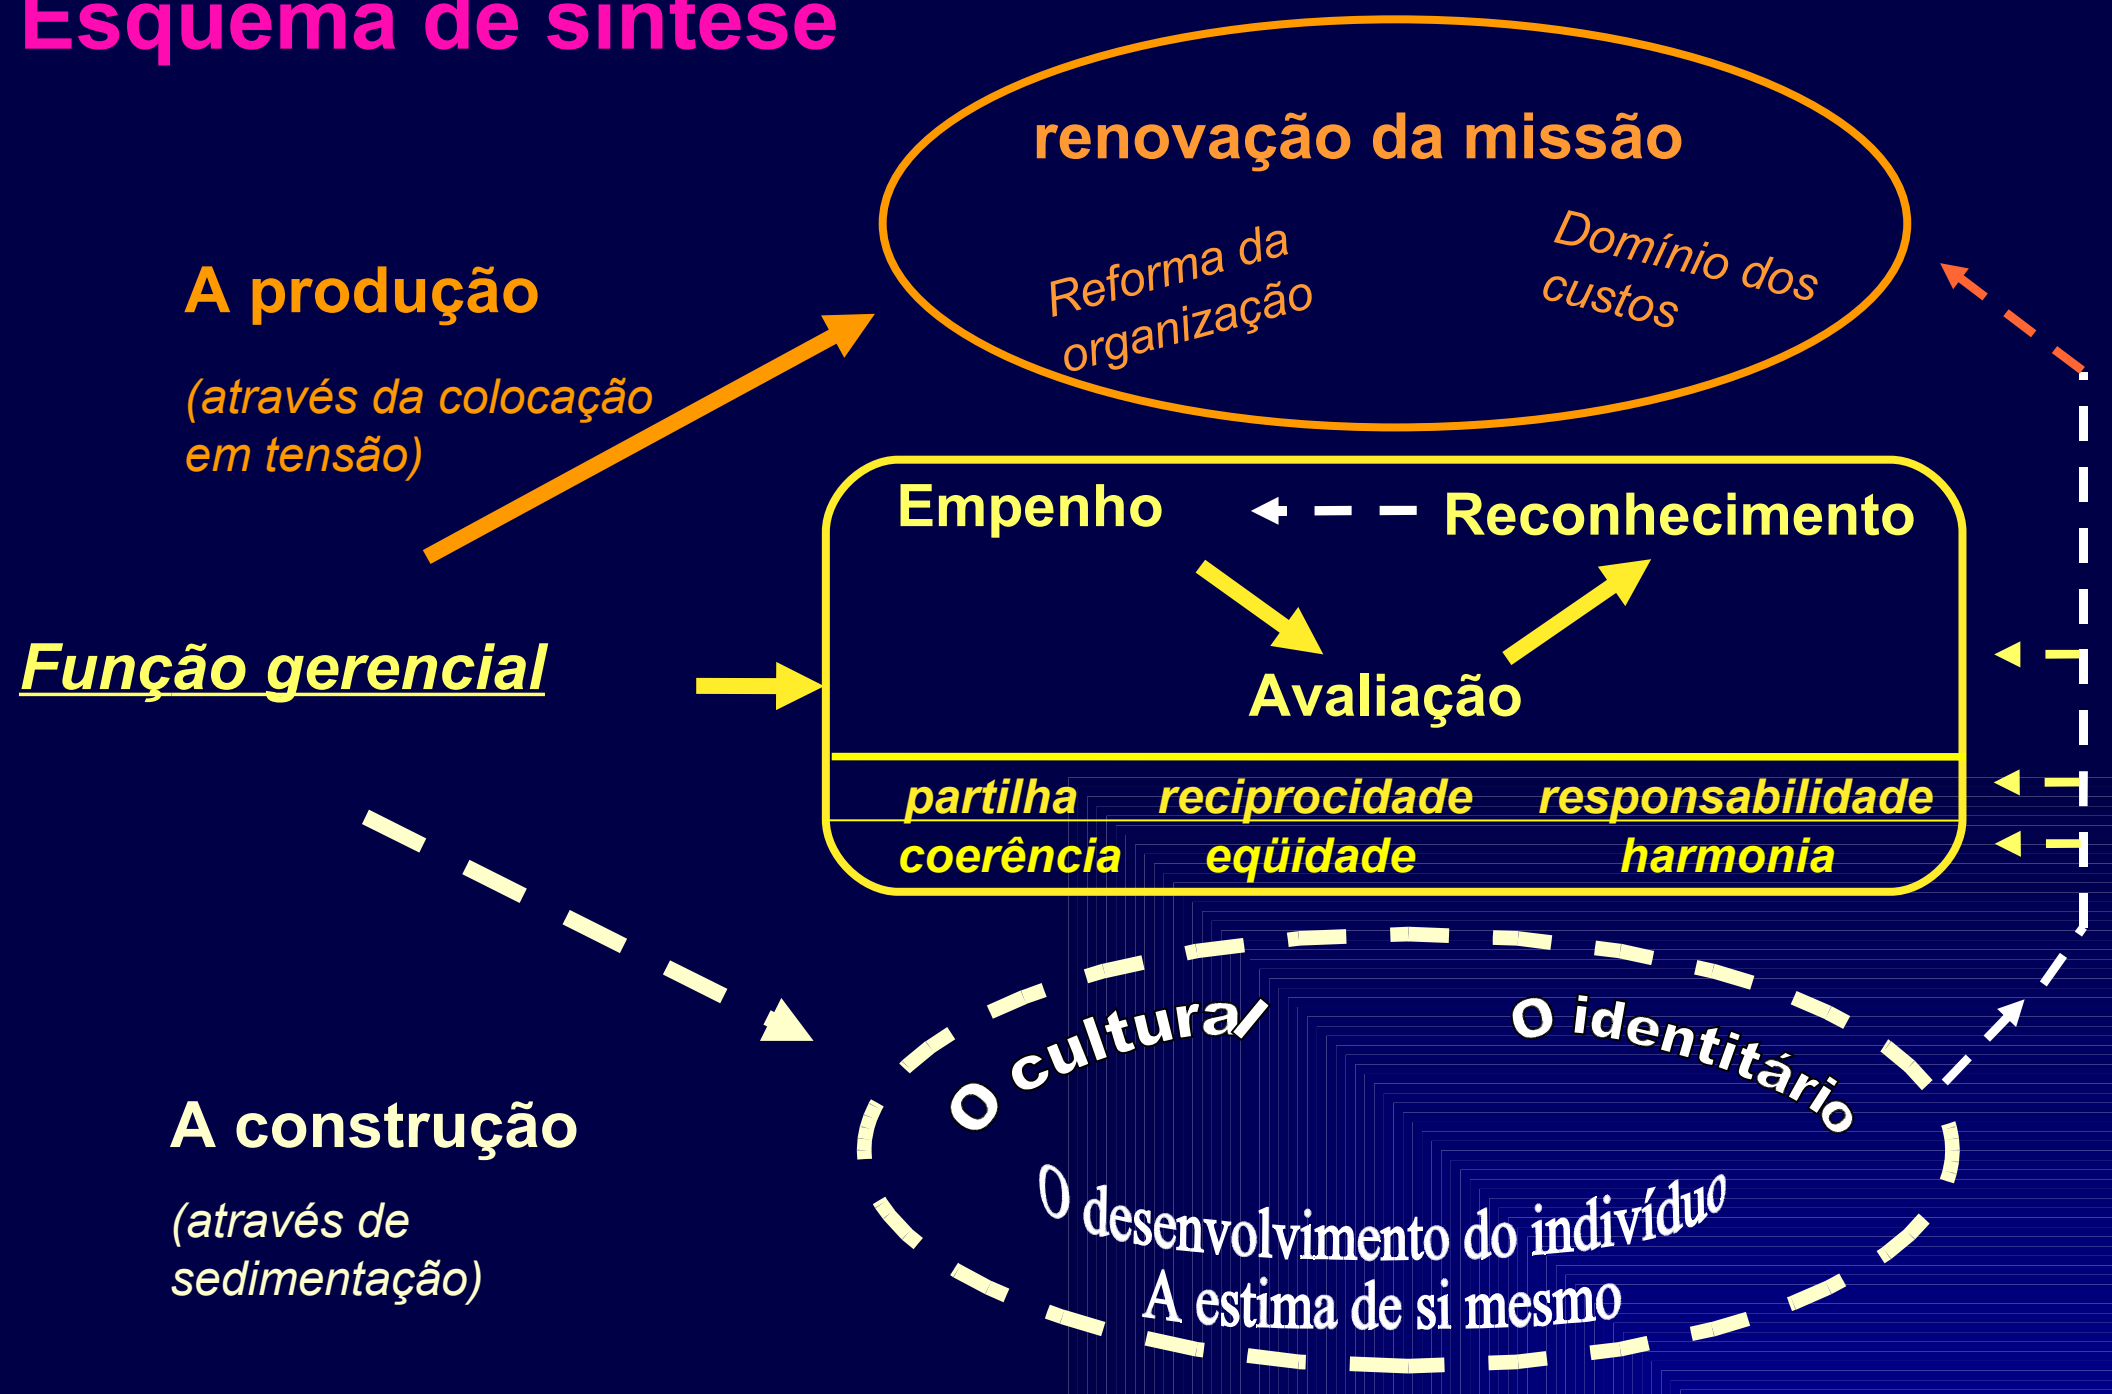 Esquema de síntese
renovação da missão
Reforma da
organização
Domínio dos
custos
A produção
(através da colocação
em tensão)
Empenho
Reconhecimento
Avaliação
Função gerencial
partilha reciprocidade responsabilidade
coerência eqüidade harmonia
O cultural
O identitário
O desenvolvimento do indivíduo
A estima de si mesmo
A construção
(através de
sedimentação)